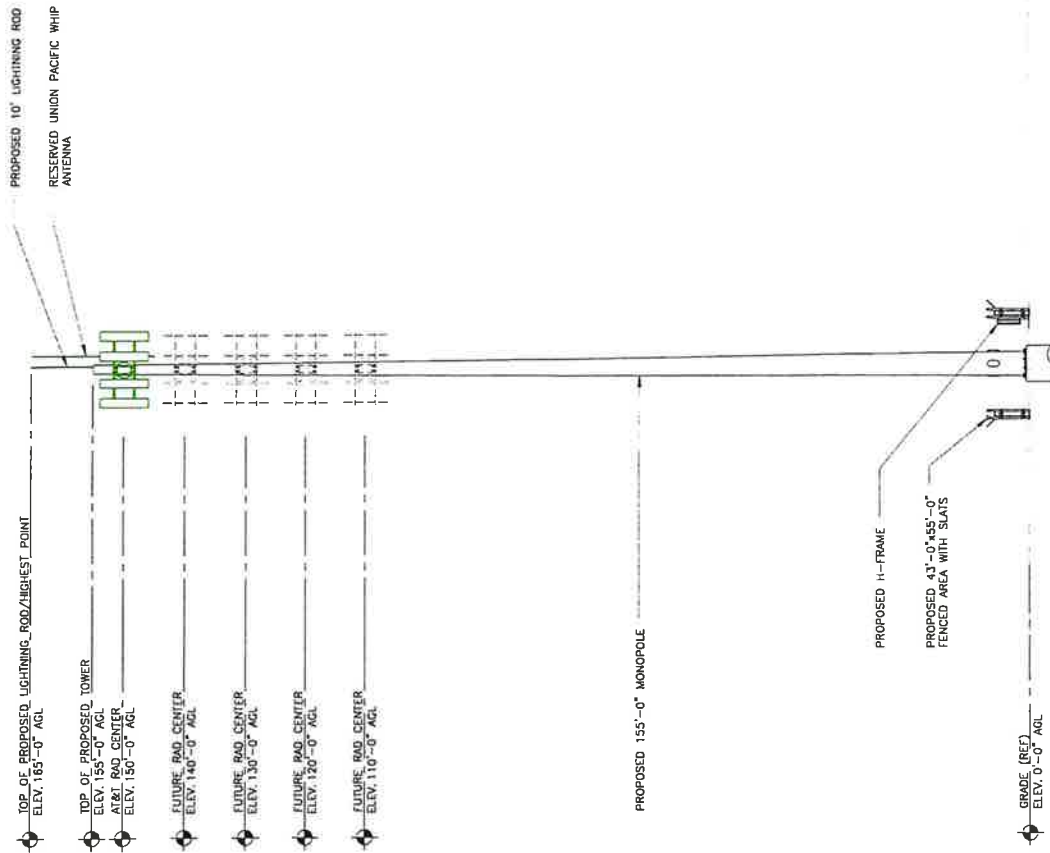 PROPOSED 10' LIGHTNING ROD
RESERVED UNION PACIFIC WHIP
ANTENNA
TOP OF PROPOSED LIGHTNING ROD/HIGHEST POINT
ELEV. 165'-0" AGL
TOP OF PROPOSED TOWER
ELEV. 155'-0" AGL
AT&T RAD CENTER
ELEV. 150'-0" AGL
FUTURE RAD CENTER
ELEV. 140'-0" AGL
FUTURE RAD CENTER
ELEV. 130'-0" AGL
FUTURE RAD CENTER
ELEV. 120'-0" AGL
FUTURE RAD CENTER
ELEV. 110'-0" AGL
PROPOSED 155'-0" MONOPOLE
PROPOSED H-FRAME
PROPOSED 43'-0"x55'-0"
FENCED AREA WITH SLATS
GRADE (REF)
ELEV. 0'-0" AGL